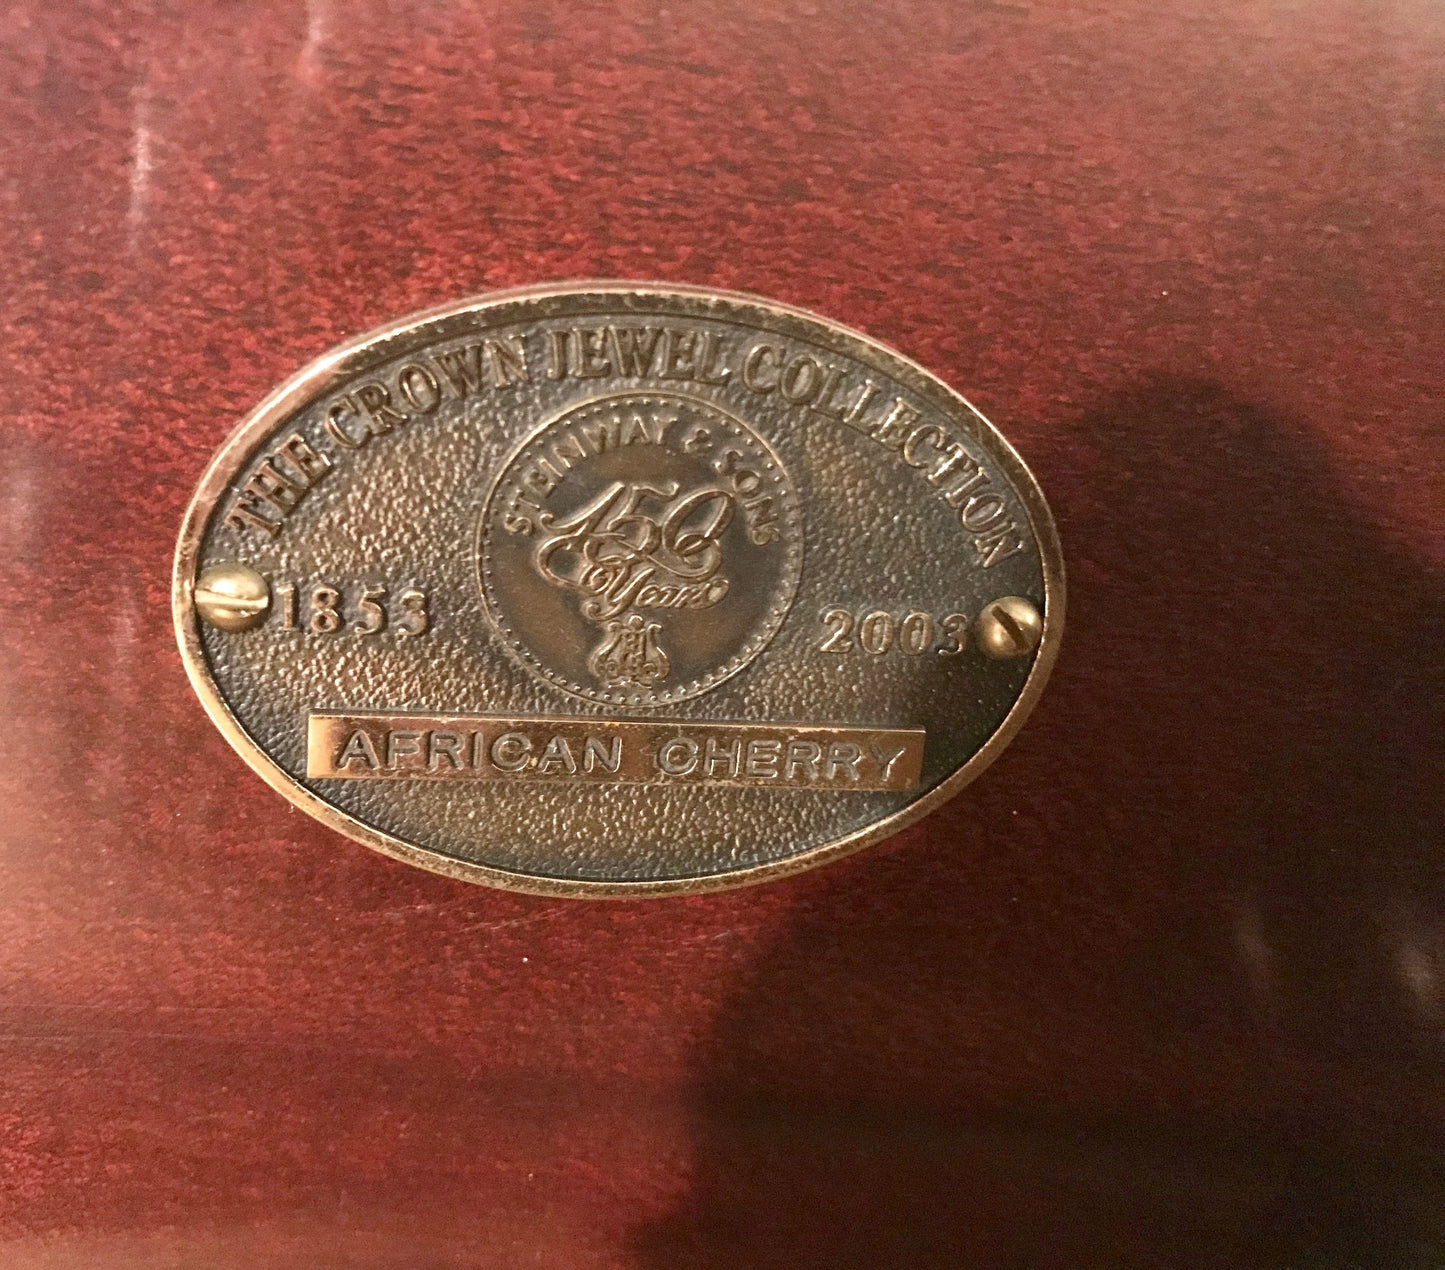 THE CROWN JEWEL COLLECTION
STEINWAY & SONS
150
Years
1853
2003
AFRICAN CHERRY